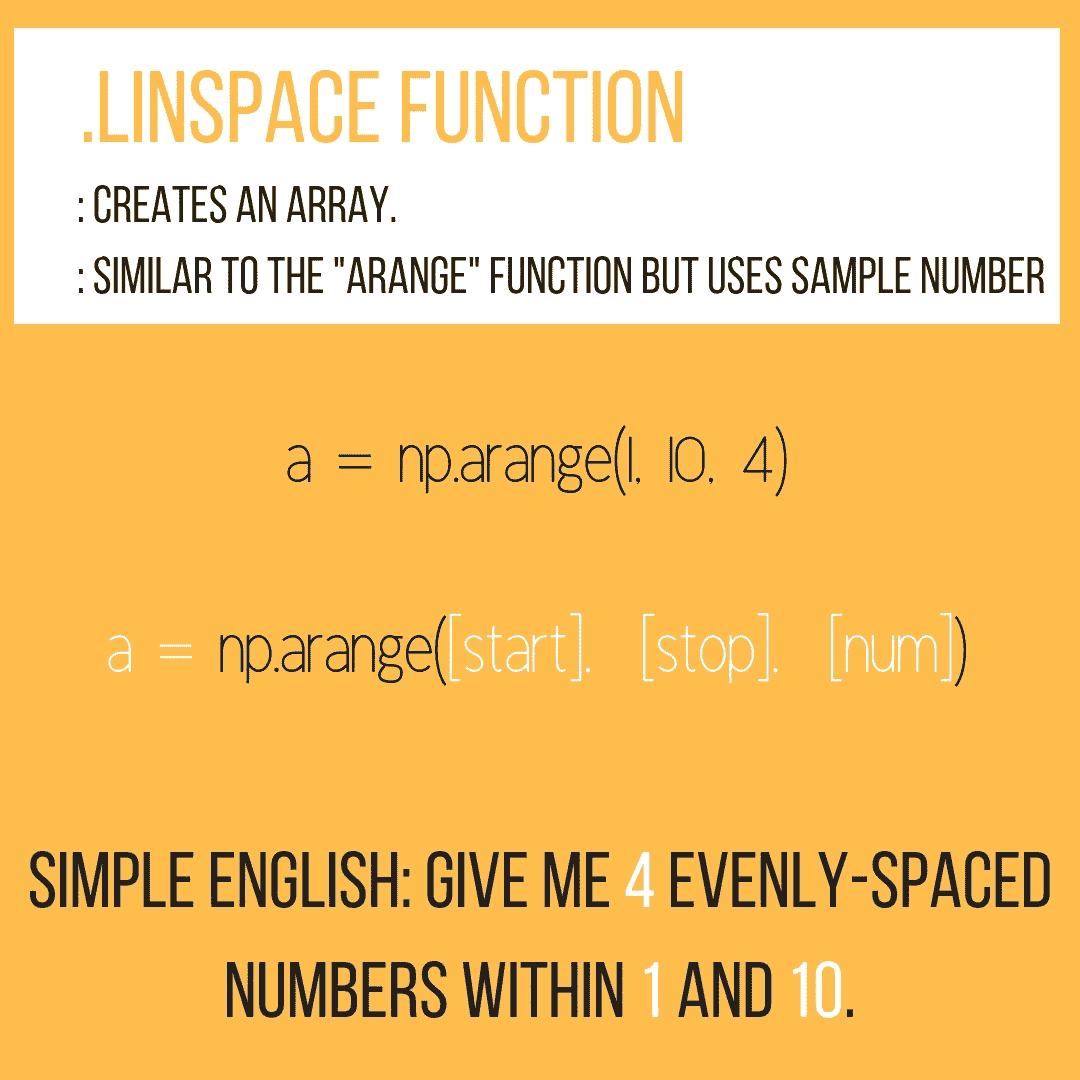 .LINSPACE FUNCTION
: CREATES AN ARRAY.
: SIMILAR TO THE "ARANGE" FUNCTION BUT USES SAMPLE NUMBER
a = np.arange(1, 10, 4)
a = np.arange([start], [stop], [num])
SIMPLE ENGLISH: GIVE ME 4 EVENLY-SPACED
NUMBERS WITHIN 1 AND 10.